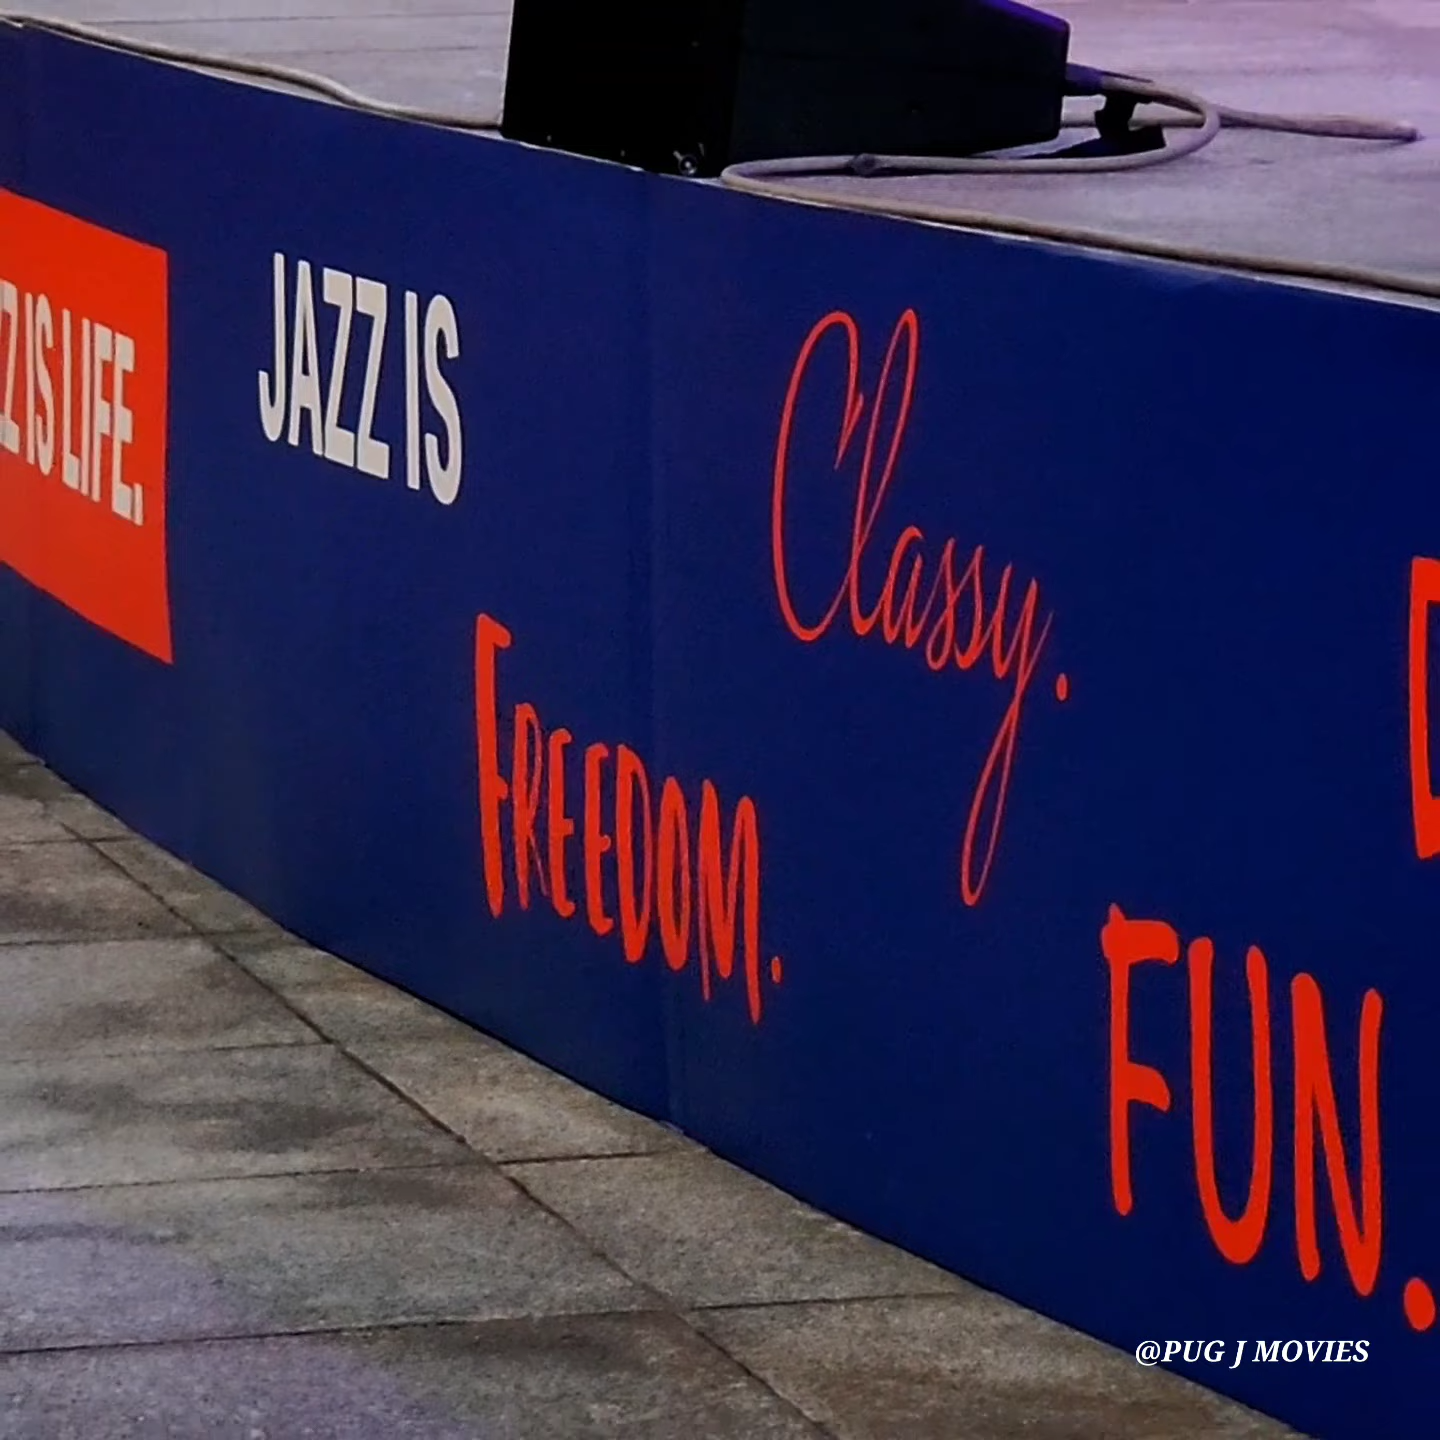 IS LIFE.
JAZZ IS
Classy.
FREEDOM.
FUN.
@PUG J MOVIES